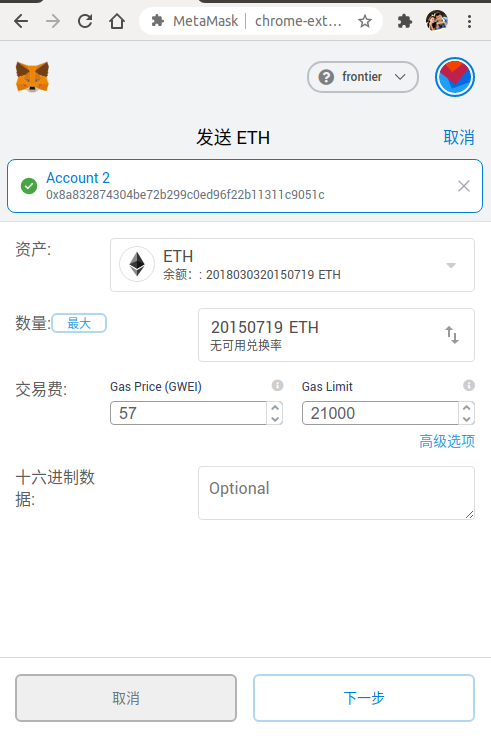 MetaMask
chrome-ext...
frontier
发送 ETH
取消
Account 2
0x8a832874304be72b299c0ed96f22b11311c9051c
资产:
ETH
余额: : 2018030320150719 ETH
数量:
最大
20150719 ETH
无可用兑换率
交易费:
Gas Price (GWEI)
Gas Limit
57
21000
高级选项
十六进制数
据:
Optional
取消
下一步